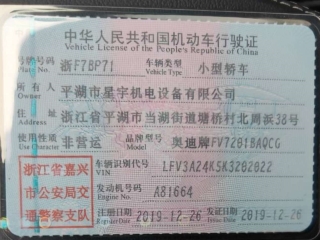 中华人民共和国机动车行驶证
Vehicle License of the People's Republic of China
号牌号码 浙F7BP71 车辆类型 小型轿车
Plate No. Vehicle Type
所有人 平湖市星宇机电设备有限公司
Owner
住址 浙江省平湖市当湖街道塘桥村北周浜38号
Address
使用性质 非营运 品牌型号 奥迪牌FV7281BAQCG
Use Character Model
浙江省嘉兴 车辆识别代号 LFV3A24K5K3282822
市公安局交 VIN
通警察支队 发动机号码 A81664
Engine No.
注册日期 2019-12-26 发证日期 2019-12-26
Register Date Issue Date